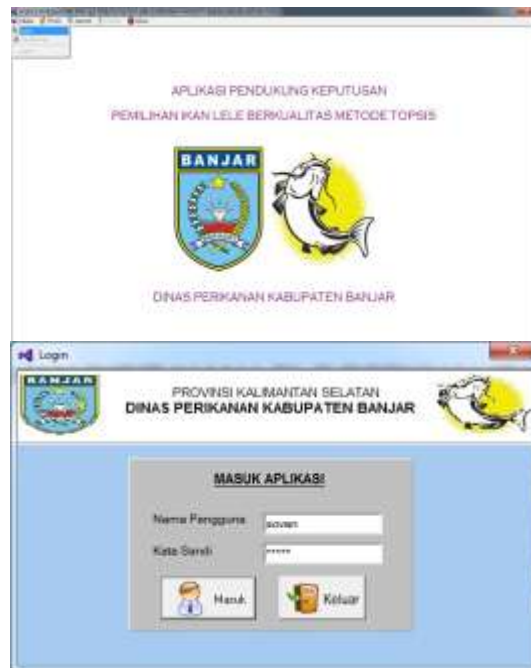 APLIKASI PENDUKUNG KEPUTUSAN
PEMILIHAN IKAN LELE BERKUALITAS METODE TOPSIS
BANJAR
DINAS PERIKANAN KABUPATEN BANJAR
Login
BANJAR
PROVINSI KALIMANTAN SELATAN
DINAS PERIKANAN KABUPATEN BANJAR
MASUK APLIKASI
Nama Pengguna
Kata Sandi *****
Masuk Keluar